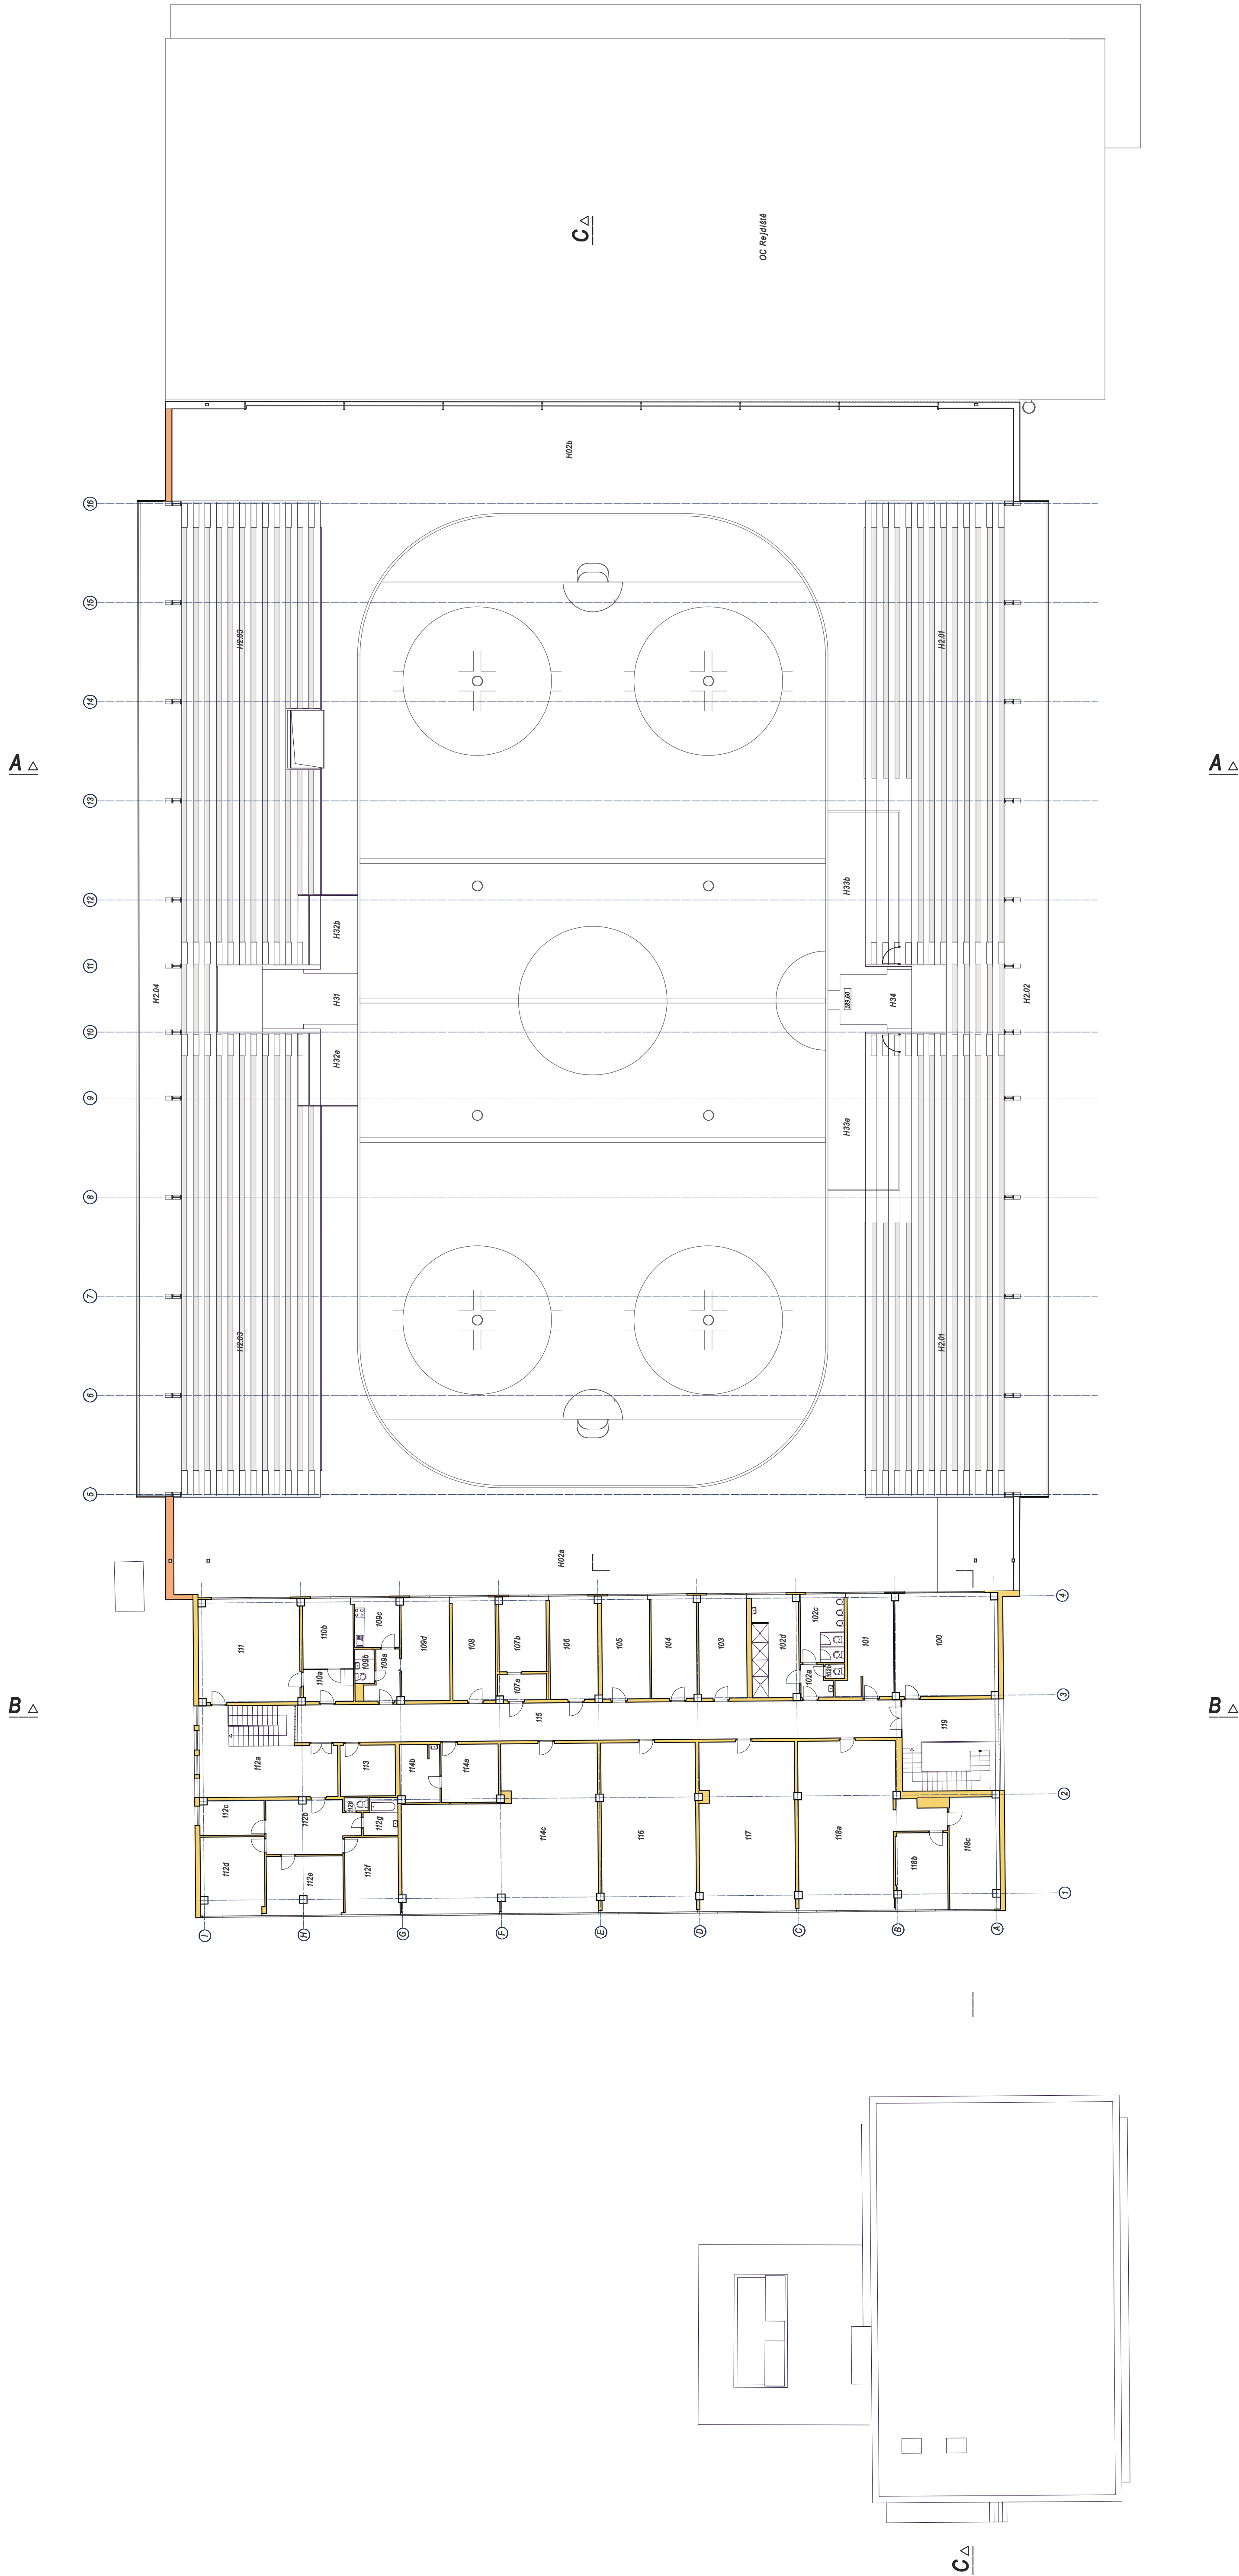 C
OC Rejdiště
H02b
16
15
H2.03
H2.01
14
A
A
13
12
H32b
H33b
11
H2.04
H31
189,60
H34
H2.02
10
H32a
9
H33a
8
7
H2.03
H2.01
6
5
H02a
4
111
110b
109c
109d
108
107b
106
105
104
103
102d
102c
101
100
110a
109b
109a
107a
102a
102b
3
B
B
115
119
112a
113
114b
114a
2
112c
112b
112g
112d
112e
112f
114c
116
117
118a
118b
118c
1
I
H
G
F
E
D
C
B
A
C